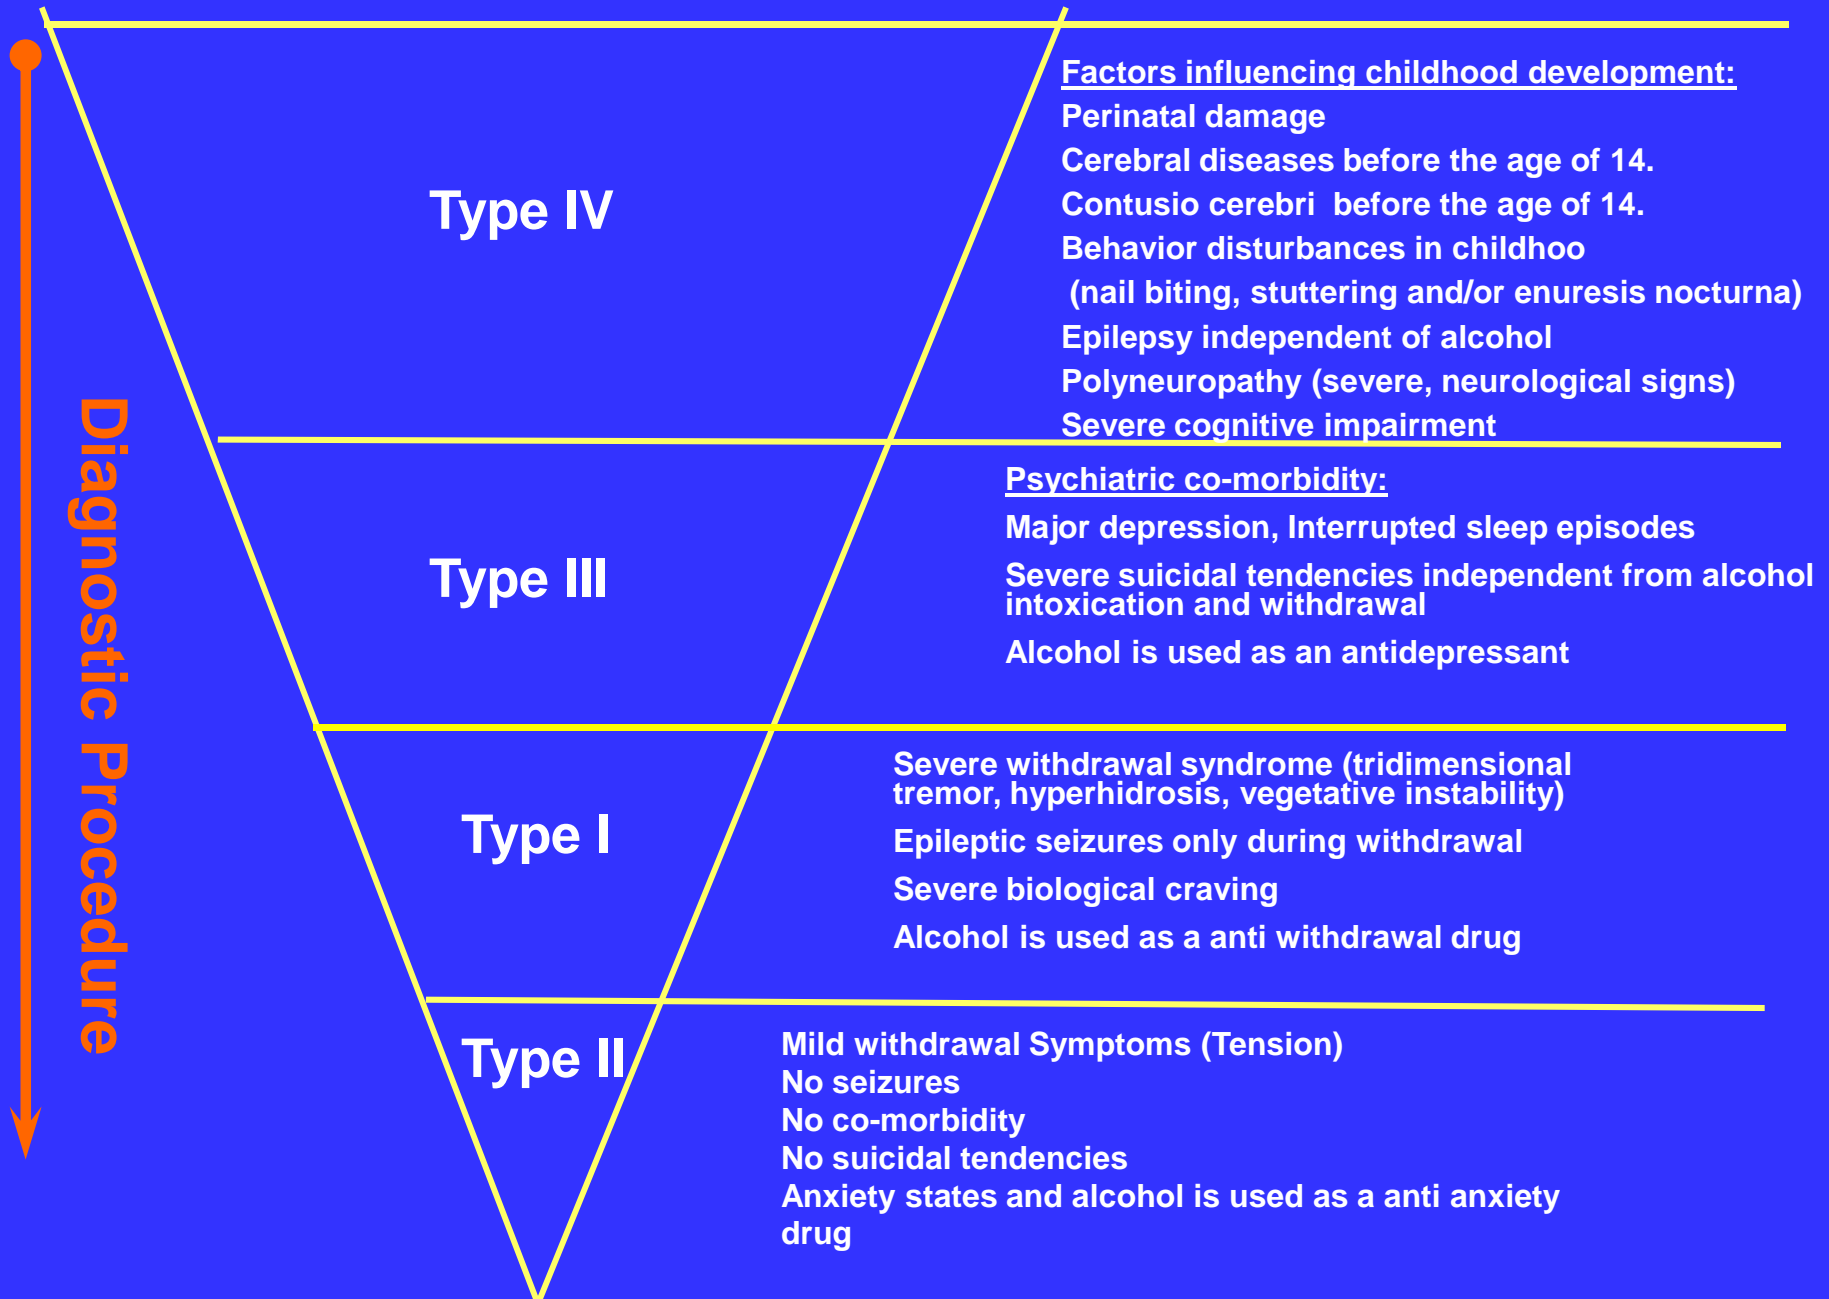 Diagnostic Procedure
Type IV
Factors influencing childhood development:
Perinatal damage
Cerebral diseases before the age of 14.
Contusio cerebri  before the age of 14.
Behavior disturbances in childhoo
(nail biting, stuttering and/or enuresis nocturna)
Epilepsy independent of alcohol
Polyneuropathy (severe, neurological signs)
Severe cognitive impairment
Type III
Psychiatric co-morbidity:
Major depression, Interrupted sleep episodes
Severe suicidal tendencies independent from alcohol
intoxication and withdrawal
Alcohol is used as an antidepressant
Type I
Severe withdrawal syndrome (tridimensional
tremor, hyperhidrosis, vegetative instability)
Epileptic seizures only during withdrawal
Severe biological craving
Alcohol is used as a anti withdrawal drug
Type II
Mild withdrawal Symptoms (Tension)
No seizures
No co-morbidity
No suicidal tendencies
Anxiety states and alcohol is used as a anti anxiety
drug